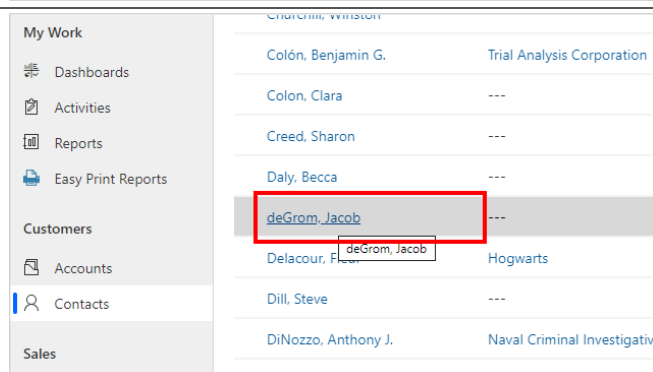 My Work
Dashboards
Activities
Reports
Easy Print Reports
Customers
Accounts
Contacts
Sales
Churchill, Winston
Colón, Benjamin G. Trial Analysis Corporation
Colon, Clara ---
Creed, Sharon ---
Daly, Becca ---
deGrom, Jacob ---
deGrom, Jacob
Delacour, Hogwarts
Dill, Steve ---
DiNozzo, Anthony J. Naval Criminal Investigativ